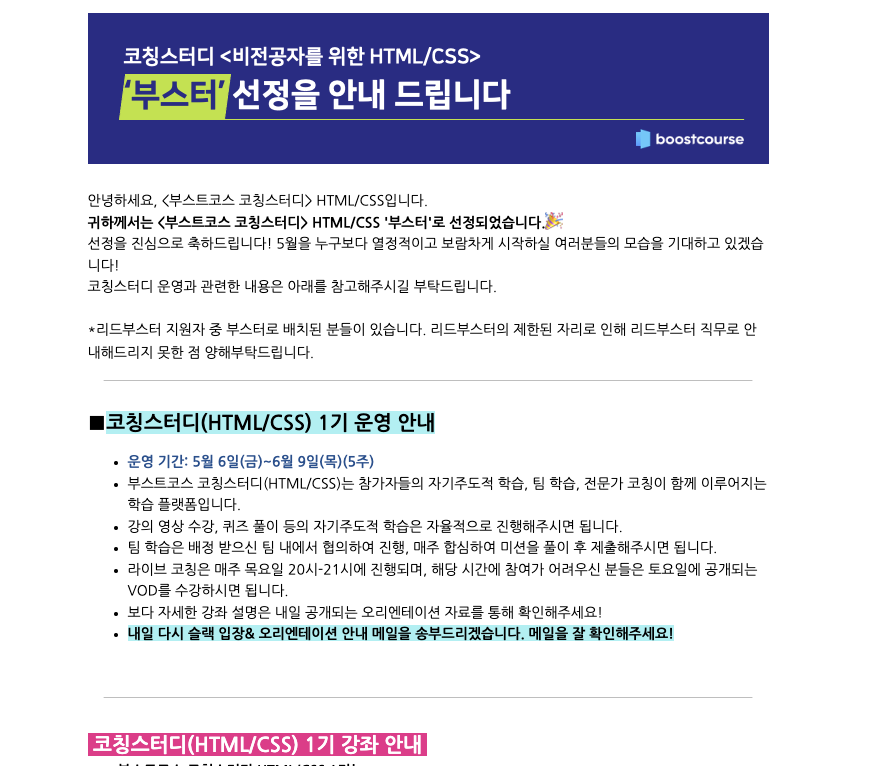 코칭스터디 <비전공자를 위한 HTML/CSS>
‘부스터’ 선정을 안내 드립니다
boostcourse
안녕하세요, <부스트코스 코칭스터디> HTML/CSS입니다.
귀하께서는 <부스트코스 코칭스터디> HTML/CSS '부스터'로 선정되었습니다.🎉
선정을 진심으로 축하드립니다! 5월을 누구보다 열정적이고 보람차게 시작하실 여러분들의 모습을 기대하고 있겠습
니다!
코칭스터디 운영과 관련한 내용은 아래를 참고해주시길 부탁드립니다.
*리드부스터 지원자 중 부스터로 배치된 분들이 있습니다. 리드부스터의 제한된 자리로 인해 리드부스터 직무로 안
내해드리지 못한 점 양해부탁드립니다.
■코칭스터디(HTML/CSS) 1기 운영 안내
• 운영 기간: 5월 6일(금)~6월 9일(목)(5주)
• 부스트코스 코칭스터디(HTML/CSS)는 참가자들의 자기주도적 학습, 팀 학습, 전문가 코칭이 함께 이루어지는
학습 플랫폼입니다.
• 강의 영상 수강, 퀴즈 풀이 등의 자기주도적 학습은 자율적으로 진행해주시면 됩니다.
• 팀 학습은 배정 받으신 팀 내에서 협의하여 진행, 매주 합심하여 미션을 풀이 후 제출해주시면 됩니다.
• 라이브 코칭은 매주 목요일 20시-21시에 진행되며, 해당 시간에 참여가 어려우신 분들은 토요일에 공개되는
VOD를 수강하시면 됩니다.
• 보다 자세한 강좌 설명은 내일 공개되는 오리엔테이션 자료를 통해 확인해주세요!
• 내일 다시 슬랙 입장& 오리엔테이션 안내 메일을 송부드리겠습니다. 메일을 잘 확인해주세요!
코칭스터디(HTML/CSS) 1기 강좌 안내